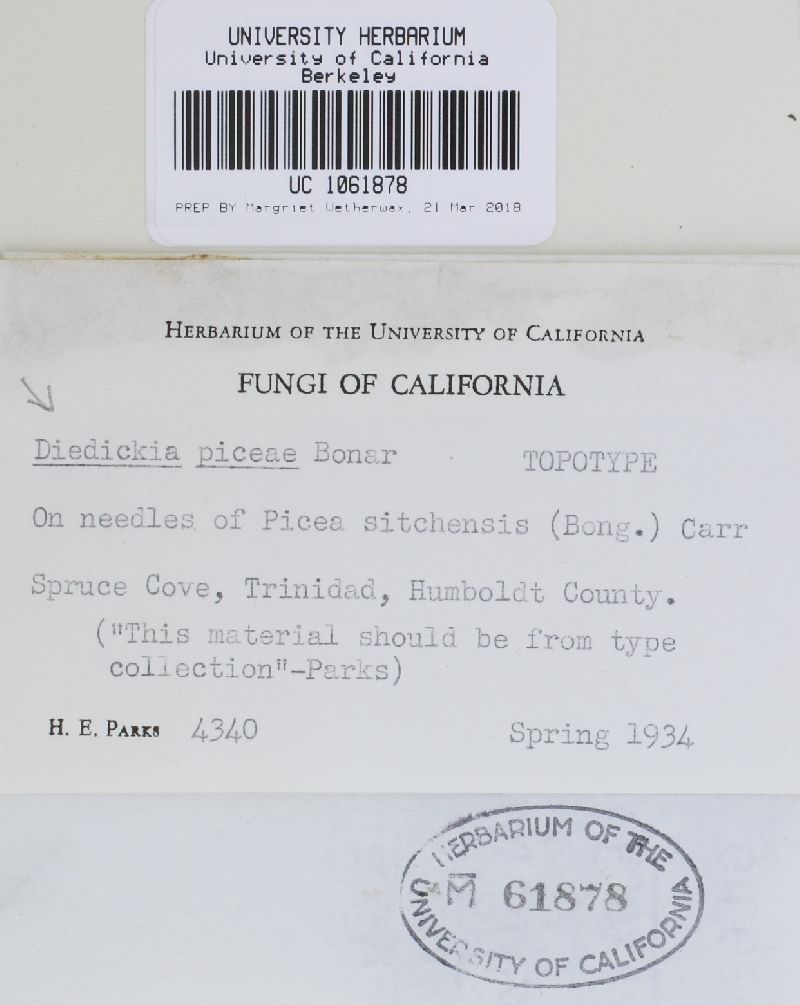 UNIVERSITY HERBARIUM
University of California
Berkeley
UC 1061878
PREP BY Margriet Wetherwax, 21 Mar 2018
HERBARIUM OF THE UNIVERSITY OF CALIFORNIA
FUNGI OF CALIFORNIA
Diedickia piceae Bonar TOPOTYPE
On needles of Picea sitchensis (Bong.) Carr
Spruce Cove, Trinidad, Humboldt County.
("This material should be from type
collection"-Parks)
H. E. PARKS 4340 Spring 1934
HERBARIUM OF THE
M̅ 61878
UNIVERSITY OF CALIFORNIA